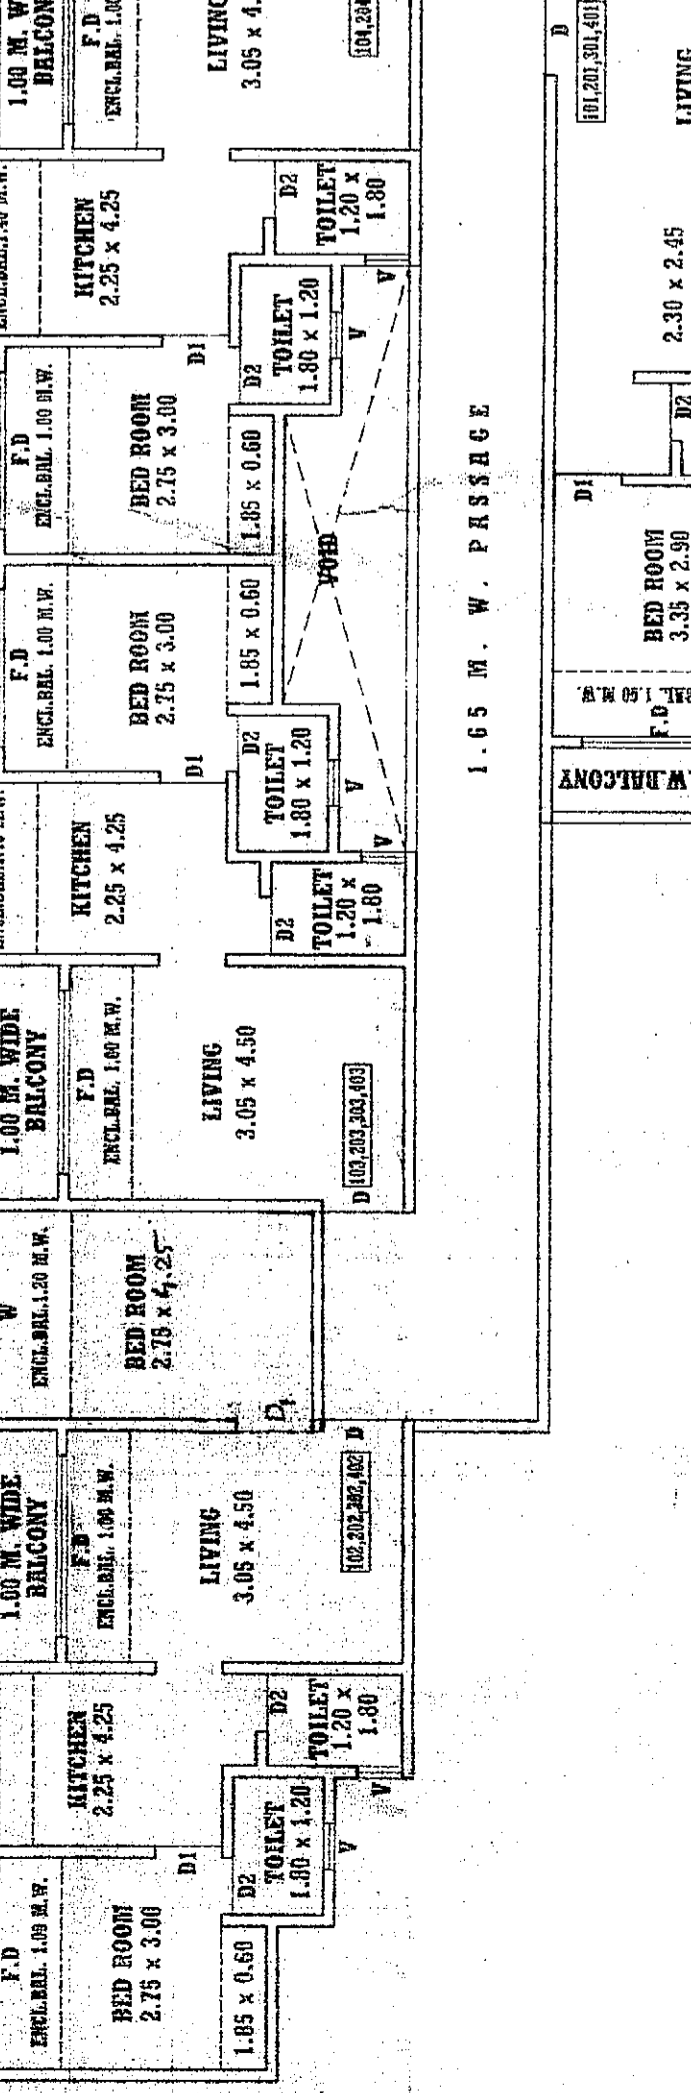 1.00 M. W
BALCON
F.D
ENCL.BAL. 1.00
LIVING
3.05 x 4.
104,204
D
101,201,301,401
LIVING
KITCHEN
2.25 x 4.25
D2
TOILET
1.20 x
1.80
V
2.30 x 2.45
D2
D1
D2
TOILET
1.80 x 1.20
V
F.D
ENCL.BAL. 1.00 M.W.
BED ROOM
2.75 x 3.00
1.85 x 0.60
VOID
1.65 M. W. PASSAGE
D1
BED ROOM
3.35 x 2.90
BAL. 1.50 M.W.
F.D
.W.BALCONY
F.D
ENCL.BAL. 1.00 M.W.
BED ROOM
2.75 x 3.00
1.85 x 0.60
D1
D2
TOILET
1.80 x 1.20
V
KITCHEN
2.25 x 4.25
D2
TOILET
1.20 x
1.80
V
1.00 M. WIDE
BALCONY
F.D
ENCL.BAL. 1.00 M.W.
LIVING
3.05 x 4.50
D
103,203,303,403
W
ENCL.BAL.1.20 M.W.
BED ROOM
2.75 x 4.25
D1
1.00 M. WIDE
BALCONY
F.D
ENCL.BAL. 1.00 M.W.
LIVING
3.05 x 4.50
102,202,302,402
D
KITCHEN
2.25 x 4.25
D2
TOILET
1.20 x
1.80
V
D1
D2
TOILET
1.80 x 1.20
V
F.D
ENCL.BAL. 1.00 M.W.
BED ROOM
2.75 x 3.00
1.85 x 0.60